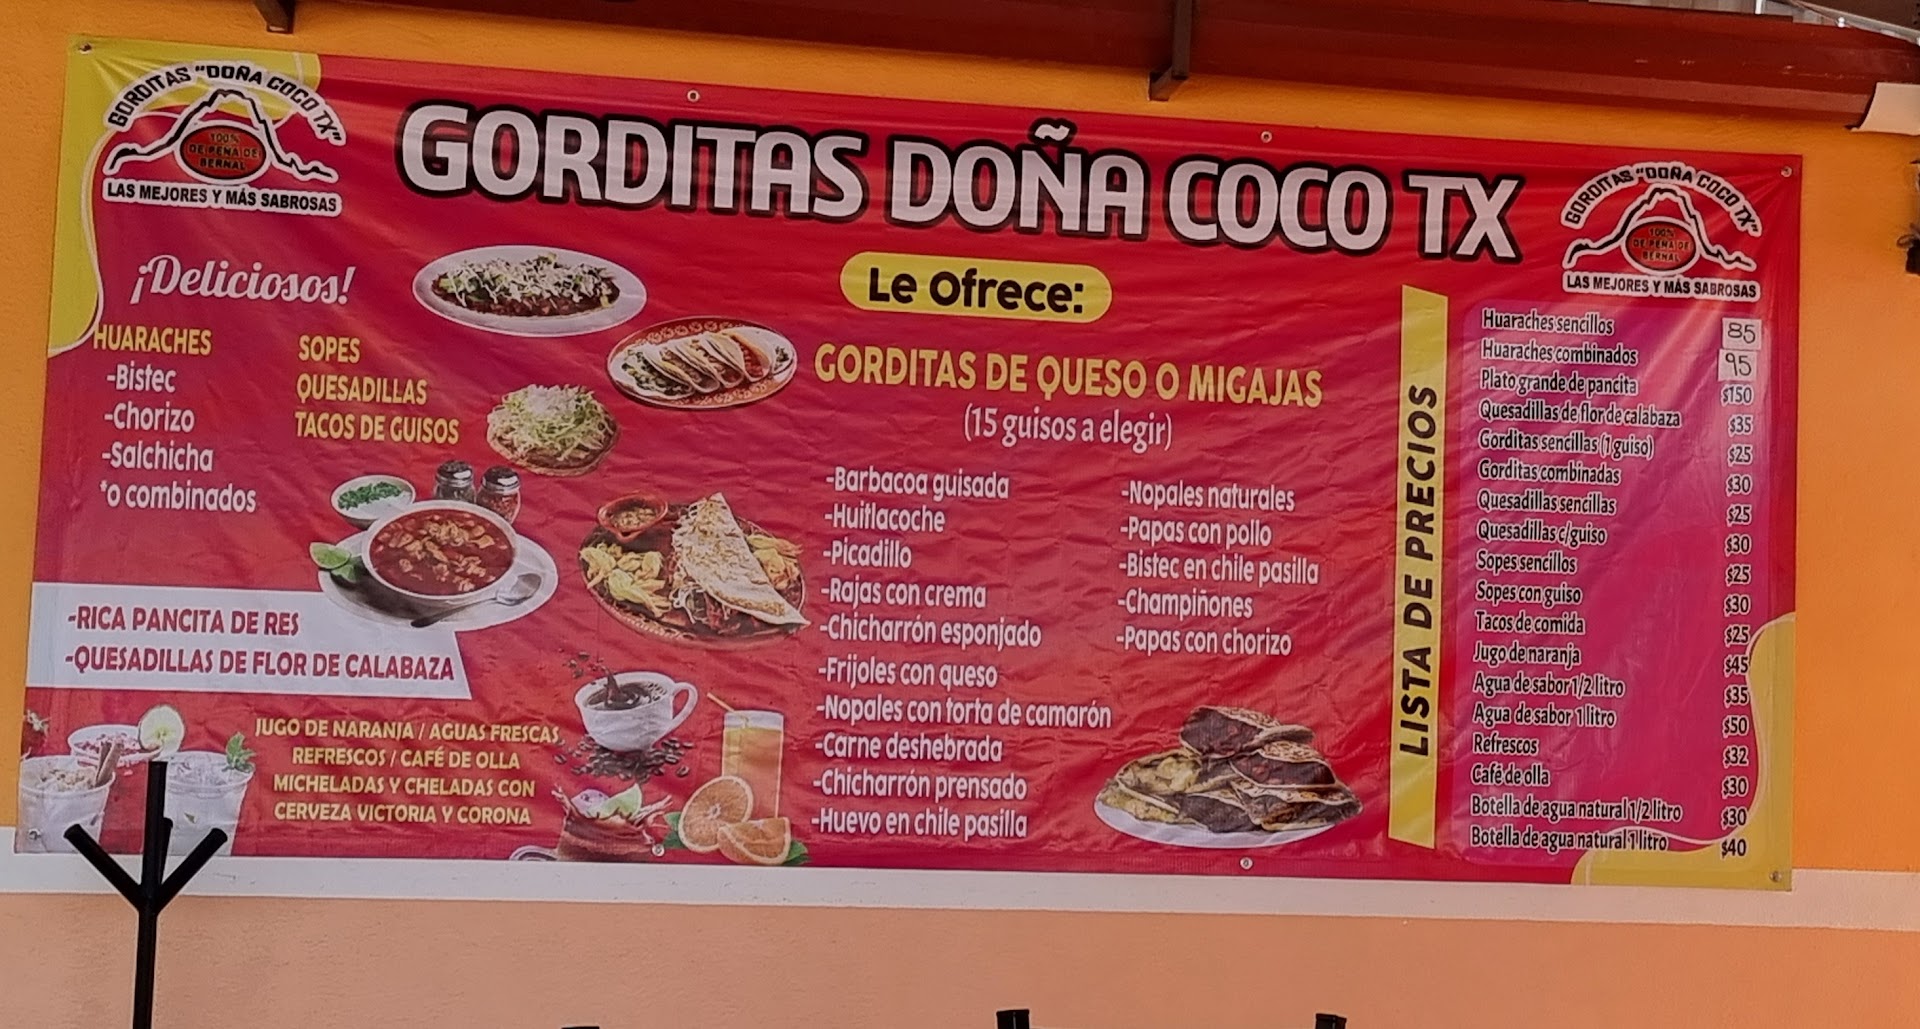 GORDITAS "DOÑA COCO TX"
100%
DE PEÑA DE
BERNAL
LAS MEJORES Y MÁS SABROSAS
GORDITAS DOÑA COCO TX
GORDITAS "DOÑA COCO TX"
100%
DE PEÑA DE
BERNAL
LAS MEJORES Y MÁS SABROSAS
¡Deliciosos!
Le Ofrece:
HUARACHES
-Bistec
-Chorizo
-Salchicha
*o combinados
SOPES
QUESADILLAS
TACOS DE GUISOS
-RICA PANCITA DE RES
-QUESADILLAS DE FLOR DE CALABAZA
JUGO DE NARANJA / AGUAS FRESCAS
REFRESCOS / CAFÉ DE OLLA
MICHELADAS Y CHELADAS CON
CERVEZA VICTORIA Y CORONA
GORDITAS DE QUESO O MIGAJAS
(15 guisos a elegir)
-Barbacoa guisada
-Huitlacoche
-Picadillo
-Rajas con crema
-Chicharrón esponjado
-Frijoles con queso
-Nopales con torta de camarón
-Carne deshebrada
-Chicharrón prensado
-Huevo en chile pasilla
-Nopales naturales
-Papas con pollo
-Bistec en chile pasilla
-Champiñones
-Papas con chorizo
LISTA DE PRECIOS
Huaraches sencillos 85
Huaraches combinados 95
Plato grande de pancita $150
Quesadillas de flor de calabaza $35
Gorditas sencillas (1 guiso) $25
Gorditas combinadas $30
Quesadillas sencillas $25
Quesadillas c/guiso $30
Sopes sencillos $25
Sopes con guiso $30
Tacos de comida $25
Jugo de naranja $45
Agua de sabor 1/2 litro $35
Agua de sabor 1 litro $50
Refrescos $32
Café de olla $30
Botella de agua natural 1/2 litro $30
Botella de agua natural 1 litro $40